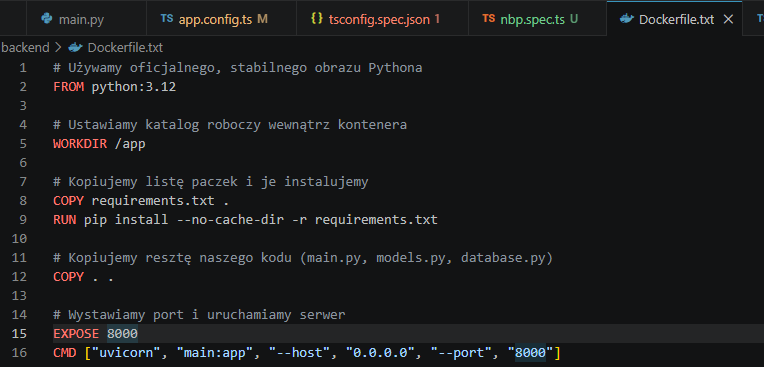 main.py TS app.config.ts M {} tsconfig.spec.json 1 TS nbp.spec.ts U Dockerfile.txt
backend > Dockerfile.txt
1 # Używamy oficjalnego, stabilnego obrazu Pythona
2 FROM python:3.12
3
4 # Ustawiamy katalog roboczy wewnątrz kontenera
5 WORKDIR /app
6
7 # Kopiujemy listę paczek i je instalujemy
8 COPY requirements.txt .
9 RUN pip install --no-cache-dir -r requirements.txt
10
11 # Kopiujemy resztę naszego kodu (main.py, models.py, database.py)
12 COPY . .
13
14 # Wystawiamy port i uruchamiamy serwer
15 EXPOSE 8000
16 CMD ["uvicorn", "main:app", "--host", "0.0.0.0", "--port", "8000"]